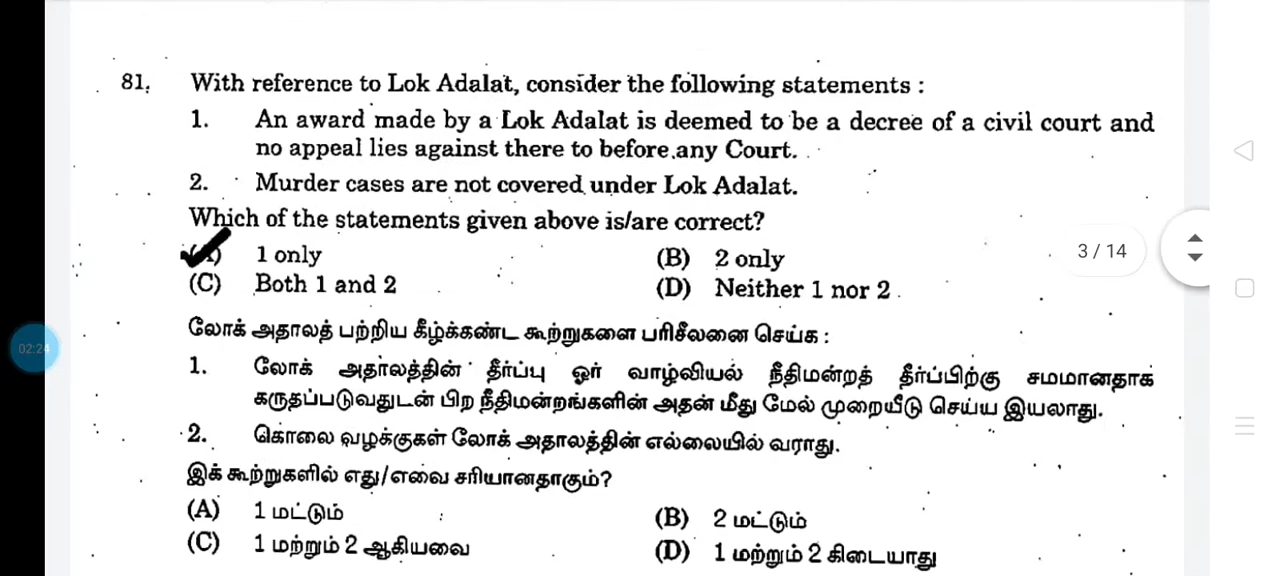 81. With reference to Lok Adalat, consider the following statements :
1. An award made by a Lok Adalat is deemed to be a decree of a civil court and
no appeal lies against there to before any Court.
2. Murder cases are not covered under Lok Adalat.
Which of the statements given above is/are correct?
1 only (B) 2 only
(C) Both 1 and 2 (D) Neither 1 nor 2
3 / 14
02:24
லோக் அதாலத் பற்றிய கீழ்க்கண்ட கூற்றுகளை பரிசீலனை செய்க :
1. லோக் அதாலத்தின் தீர்ப்பு ஓர் வாழ்வியல் நீதிமன்றத் தீர்ப்பிற்கு சமமானதாக
கருதப்படுவதுடன் பிற நீதிமன்றங்களின் அதன் மீது மேல் முறையீடு செய்ய இயலாது.
2. கொலை வழக்குகள் லோக் அதாலத்தின் எல்லையில் வராது.
இக் கூற்றுகளில் எது/எவை சரியானதாகும்?
(A) 1 மட்டும் (B) 2 மட்டும்
(C) 1 மற்றும் 2 ஆகியவை (D) 1 மற்றும் 2 கிடையாது